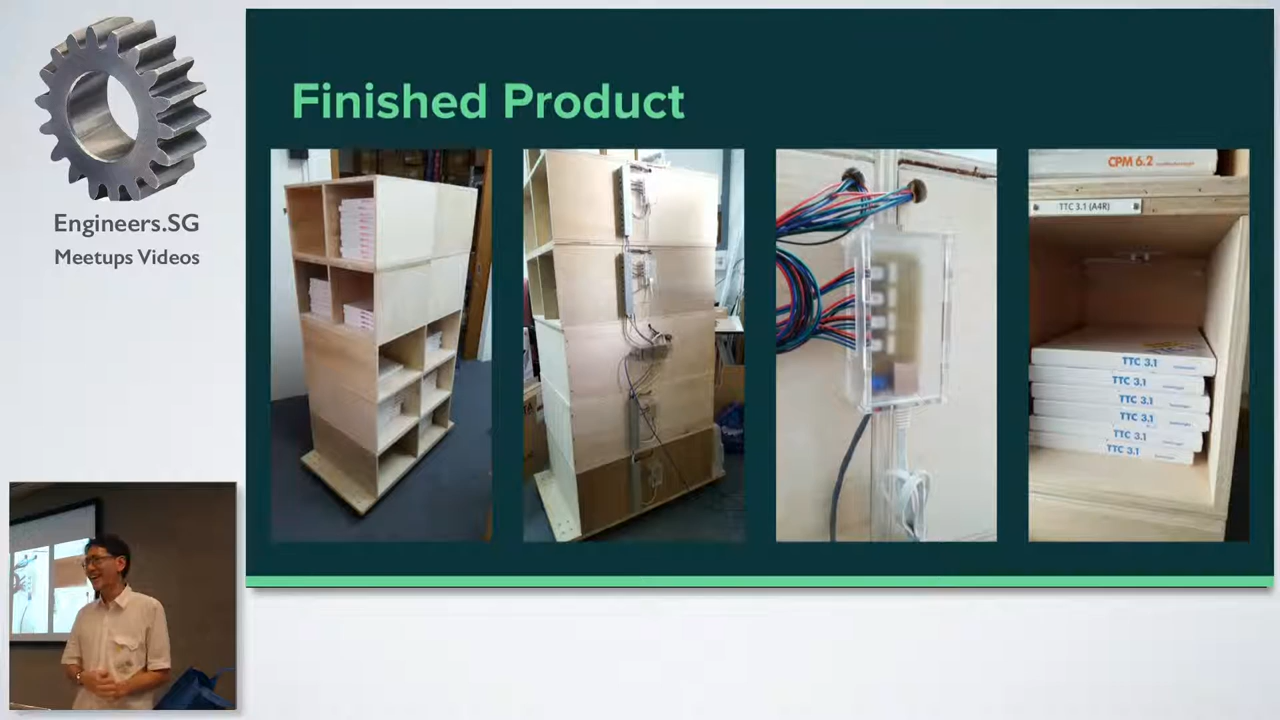 Engineers.SG
Meetups Videos
Finished Product
CPM 6.2
TTC 3.1 (A4R)
TTC 3.1
TTC 3.1
TTC 3.1
TTC 3.1
TTC 3.1
TTC 3.1